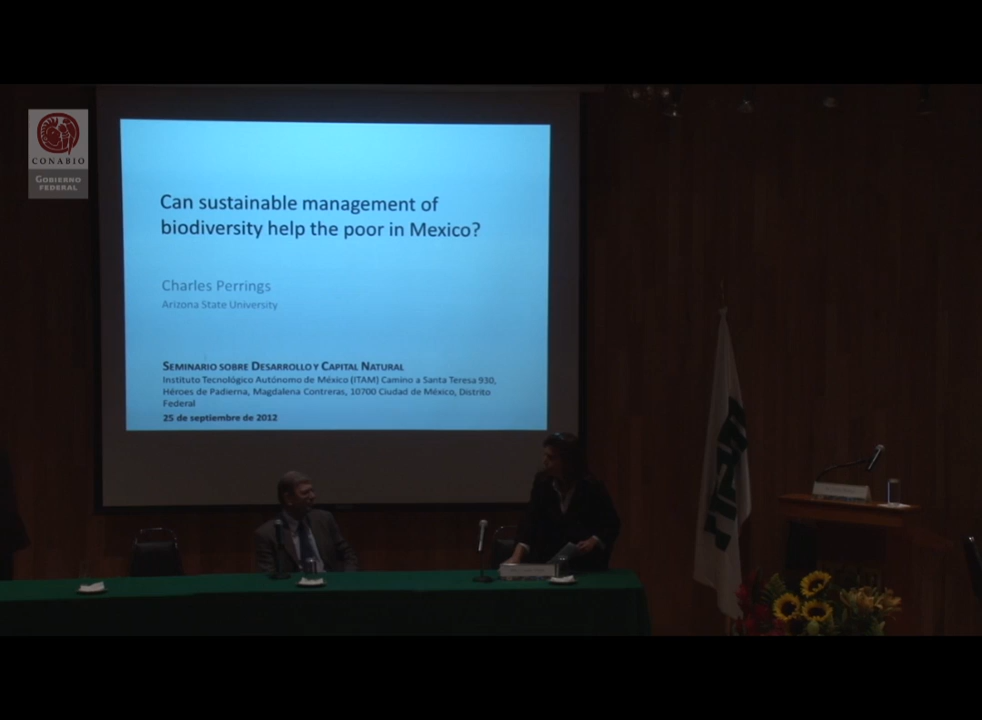 CONABIO
GOBIERNO
FEDERAL
Can sustainable management of
biodiversity help the poor in Mexico?
Charles Perrings
Arizona State University
SEMINARIO SOBRE DESARROLLO Y CAPITAL NATURAL
Instituto Tecnológico Autónomo de México (ITAM) Camino a Santa Teresa 930,
Héroes de Padierna, Magdalena Contreras, 10700 Ciudad de México, Distrito
Federal
25 de septiembre de 2012
ITAM